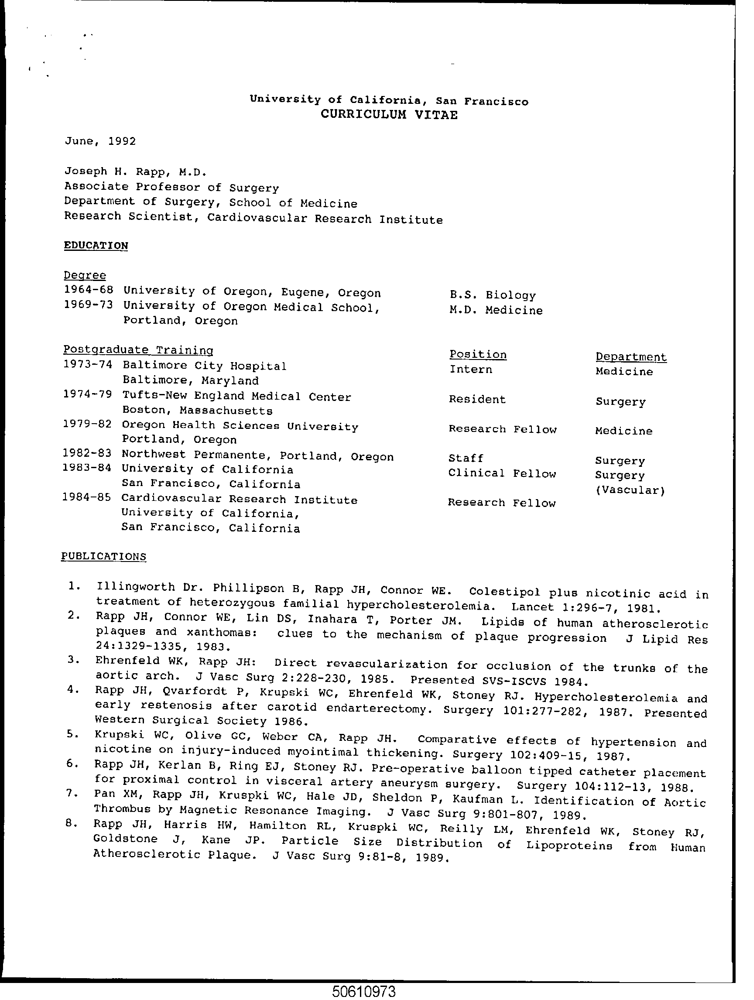 University of California, San Francisco
CURRICULUM VITAE
June, 1992
Joseph H. Rapp, M.D.
Associate Professor of Surgery
Department of Surgery, School of Medicine
Research Scientist, Cardiovascular Research Institute
EDUCATION
Degree
1964-68 University of Oregon, Eugene, Oregon B.S. Biology
1969-73 University of Oregon Medical School, M.D. Medicine
Portland, Oregon
Postgraduate Training Position Department
1973-74 Baltimore City Hospital Intern Medicine
Baltimore, Maryland
1974-79 Tufts-New England Medical Center Resident Surgery
Boston, Massachusetts
1979-82 Oregon Health Sciences University Research Fellow Medicine
Portland, Oregon
1982-83 Northwest Permanente, Portland, Oregon Staff Surgery
1983-84 University of California Clinical Fellow Surgery
San Francisco, California (Vascular)
1984-85 Cardiovascular Research Institute Research Fellow
University of California,
San Francisco, California
PUBLICATIONS
1. Illingworth Dr. Phillipson B, Rapp JH, Connor WE. Colestipol plus nicotinic acid in
treatment of heterozygous familial hypercholesterolemia. Lancet 1:296-7, 1981.
2. Rapp JH, Connor WE, Lin DS, Inahara T, Porter JM. Lipids of human atherosclerotic
plaques and xanthomas: clues to the mechanism of plaque progression J Lipid Res
24:1329-1335, 1983.
3. Ehrenfeld WK, Rapp JH: Direct revascularization for occlusion of the trunks of the
aortic arch. J Vasc Surg 2:228-230, 1985. Presented SVS-ISCVS 1984.
4. Rapp JH, Qvarfordt P, Krupski WC, Ehrenfeld WK, Stoney RJ. Hypercholesterolemia and
early restenosis after carotid endarterectomy. Surgery 101:277-282, 1987. Presented
Western Surgical Society 1986.
5. Krupski WC, Olive GC, Weber CA, Rapp JH. Comparative effects of hypertension and
nicotine on injury-induced myointimal thickening. Surgery 102:409-15, 1987.
6. Rapp JH, Kerlan B, Ring EJ, Stoney RJ. Pre-operative balloon tipped catheter placement
for proximal control in visceral artery aneurysm surgery. Surgery 104:112-13, 1988.
7. Pan XM, Rapp JH, Kruspki WC, Hale JD, Sheldon P, Kaufman L. Identification of Aortic
Thrombus by Magnetic Resonance Imaging. J Vasc Surg 9:801-807, 1989.
8. Rapp JH, Harris HW, Hamilton RL, Kruspki WC, Reilly LM, Ehrenfeld WK, Stoney RJ,
Goldstone J, Kane JP. Particle Size Distribution of Lipoproteins from Human
Atherosclerotic Plaque. J Vasc Surg 9:81-8, 1989.
50610973